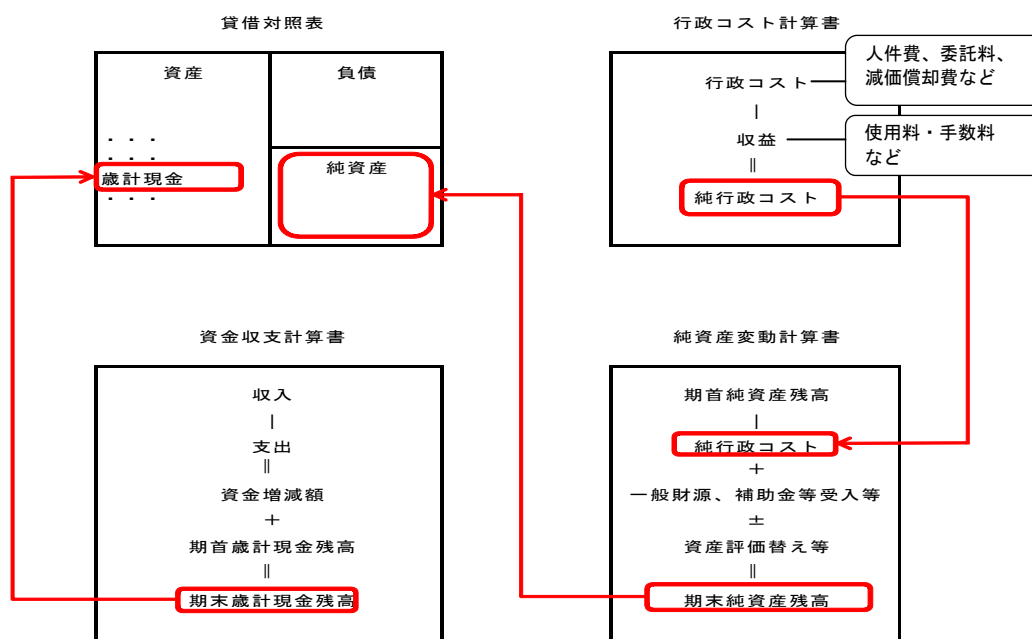 貸借対照表
資産
負債
・・・
・・・
歳計現金
・・・
純資産
行政コスト計算書
行政コスト
人件費、委託料、
減価償却費など
|
収益
使用料・手数料
など
||
純行政コスト
資金収支計算書
収入
|
支出
||
資金増減額
+
期首歳計現金残高
||
期末歳計現金残高
純資産変動計算書
期首純資産残高
|
純行政コスト
+
一般財源、補助金等受入等
±
資産評価替え等
||
期末純資産残高